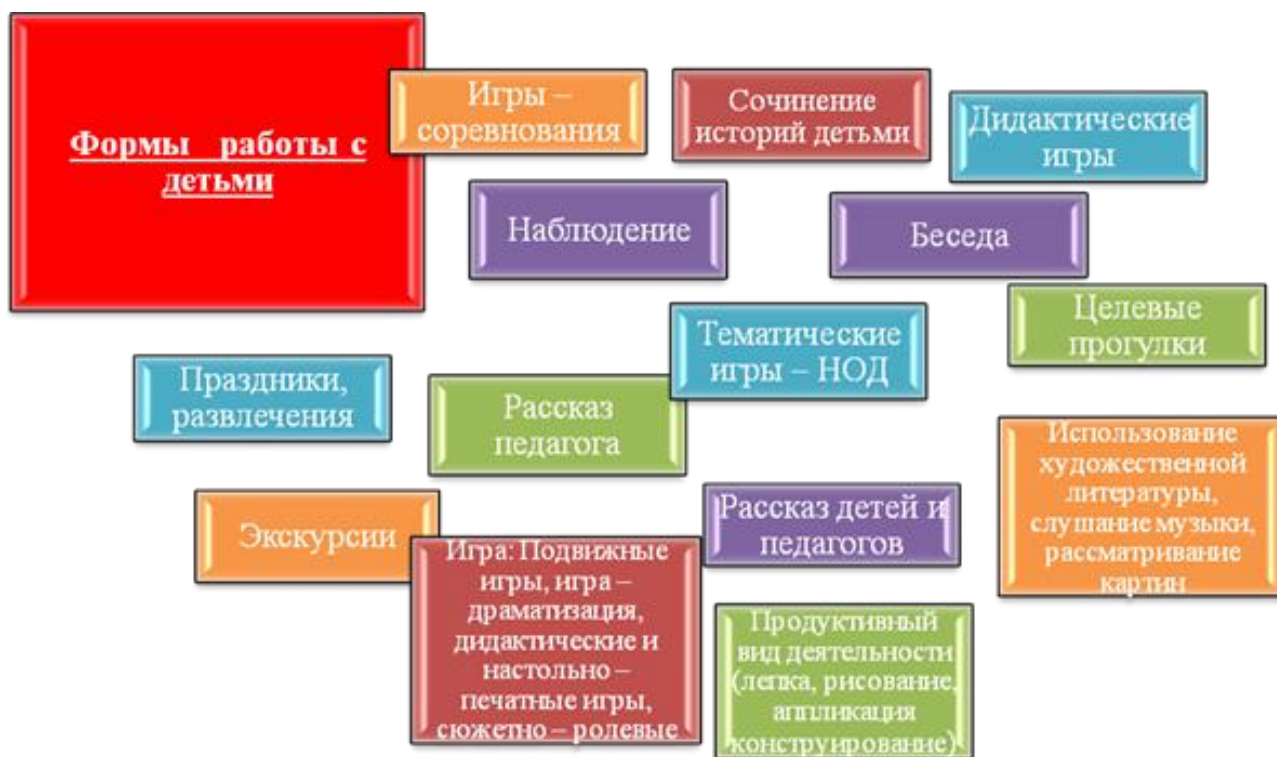 Формы работы с
детьми
Игры –
соревнования
Сочинение
историй детьми
Дидактические
игры
Наблюдение
Беседа
Целевые
прогулки
Тематические
игры – НОД
Праздники,
развлечения
Рассказ
педагога
Использование
художественной
литературы,
слушание музыки,
рассматривание
картин
Экскурсии
Рассказ детей и
педагогов
Игра: Подвижные
игры, игра –
драматизация,
дидактические и
настольно –
печатные игры,
сюжетно – ролевые
Продуктивный
вид деятельности
(лепка, рисование,
аппликация
конструирование)